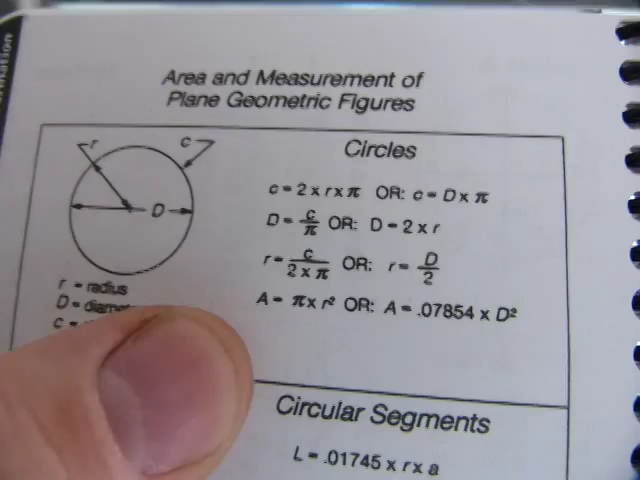 Area and Measurement of
Plane Geometric Figures
Circles
r
c
D
c = 2 x r x π OR: c = D x π
D = c/π OR: D = 2 x r
r = c/(2 x π) OR: r = D/2
A = π x r² OR: A = .07854 x D²
r = radius
D =
c =
Circular Segments
L = .01745 x r x a